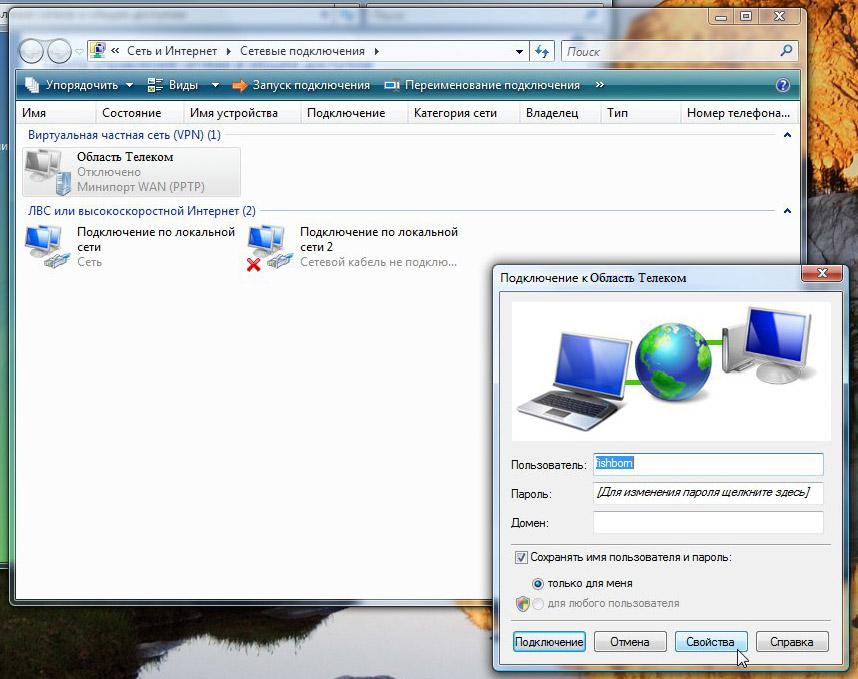 « Сеть и Интернет Сетевые подключения
Поиск
Упорядочить Виды Запуск подключения Переименование подключения »
Имя Состояние Имя устройства Подключение Категория сети Владелец Тип Номер телефона...
Виртуальная частная сеть (VPN) (1)
Область Телеком
Отключено
Минипорт WAN (PPTP)
ЛВС или высокоскоростной Интернет (2)
Подключение по локальной
сети
Сеть
Подключение по локальной
сети 2
Сетевой кабель не подклю...
Подключение к Область Телеком
Пользователь:
Пароль: [Для изменения пароля щелкните здесь]
Домен:
Сохранять имя пользователя и пароль:
только для меня
для любого пользователя
Подключение Отмена Свойства Справка